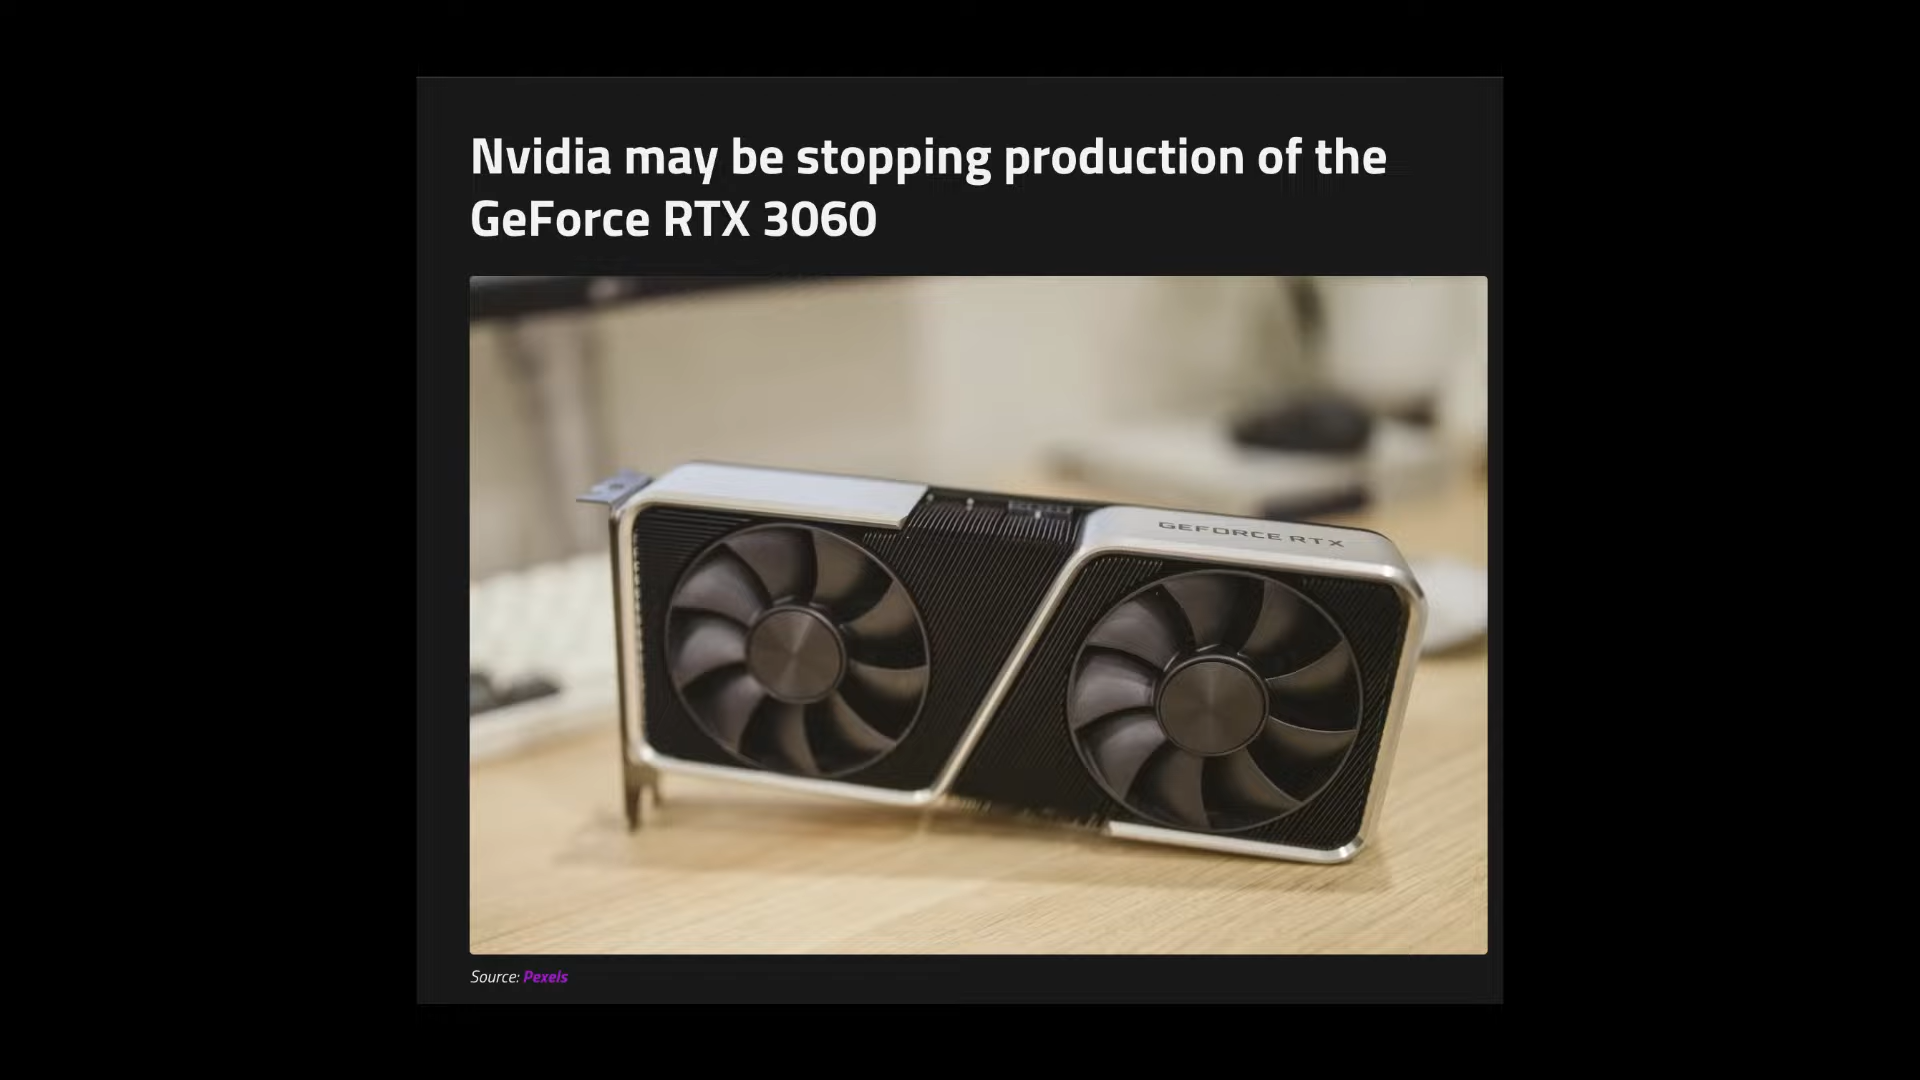 Nvidia may be stopping production of the
GeForce RTX 3060
GEFORCE RTX
Source: Pexels